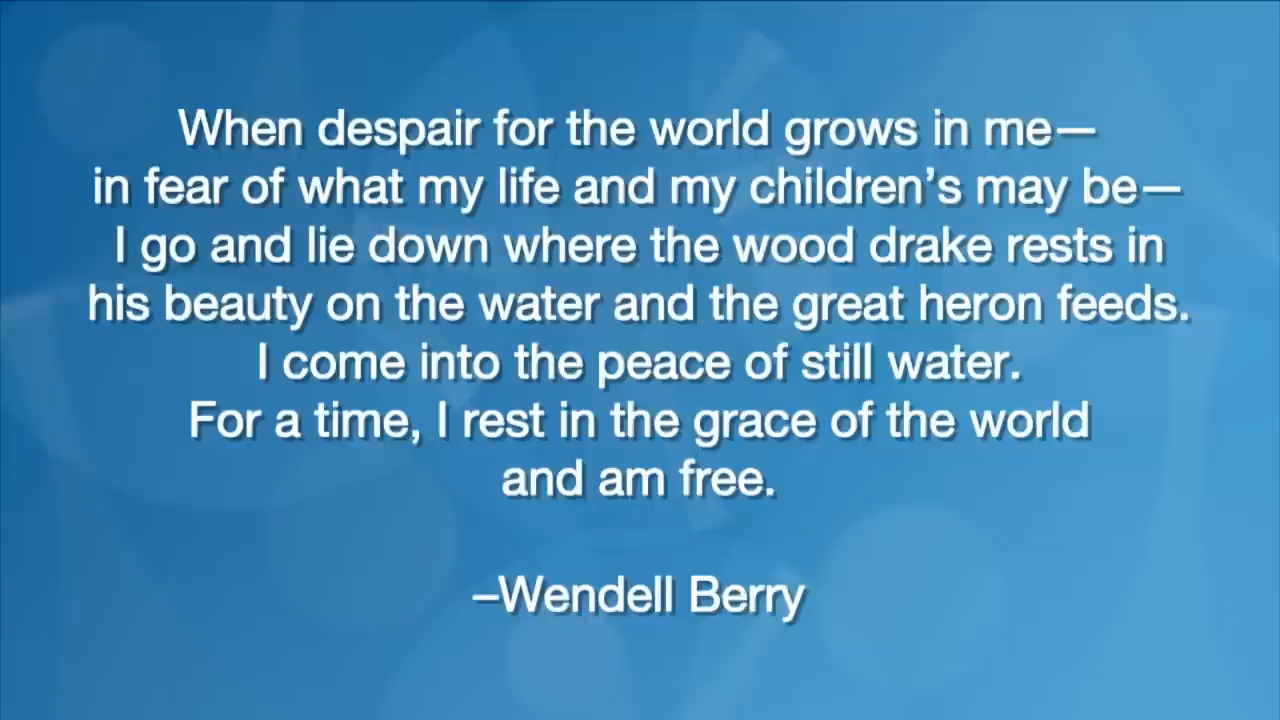 When despair for the world grows in me—
in fear of what my life and my children’s may be—
I go and lie down where the wood drake rests in
his beauty on the water and the great heron feeds.
I come into the peace of still water.
For a time, I rest in the grace of the world
and am free.
–Wendell Berry